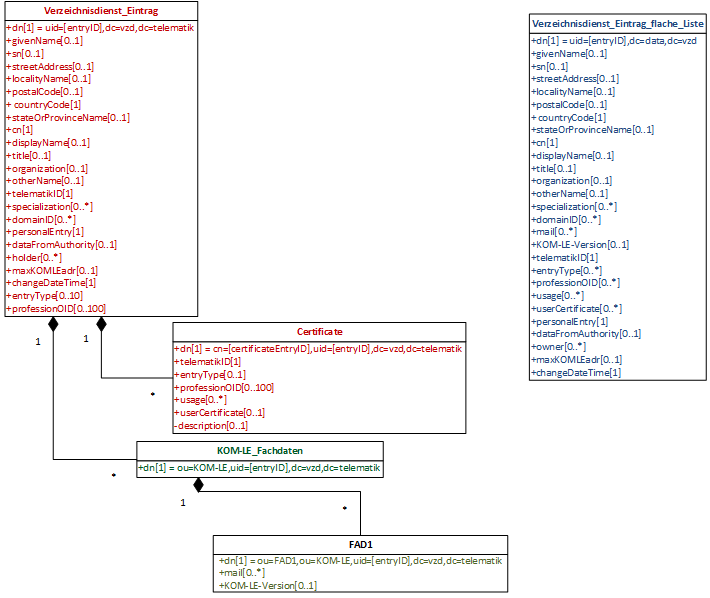 Verzeichnisdienst_Eintrag
+dn[1] = uid=[entryID],dc=vzd,dc=telematik
+givenName[0..1]
+sn[0..1]
+streetAddress[0..1]
+localityName[0..1]
+postalCode[0..1]
+ countryCode[1]
+stateOrProvinceName[0..1]
+cn[1]
+displayName[0..1]
+title[0..1]
+organization[0..1]
+otherName[0..1]
+telematikID[1]
+specialization[0..*]
+domainID[0..*]
+personalEntry[1]
+dataFromAuthority[0..1]
+holder[0..*]
+maxKOMLEadr[0..1]
+changeDateTime[1]
+entryType[0..10]
+professionOID[0..100]
Verzeichnisdienst_Eintrag_flache_Liste
+dn[1] = uid=[entryID],dc=data,dc=vzd
+givenName[0..1]
+sn[0..1]
+streetAddress[0..1]
+localityName[0..1]
+postalCode[0..1]
+ countryCode[1]
+stateOrProvinceName[0..1]
+cn[1]
+displayName[0..1]
+title[0..1]
+organization[0..1]
+otherName[0..1]
+specialization[0..*]
+domainID[0..*]
+mail[0..*]
+KOM-LE-Version[0..1]
+telematikID[1]
+entryType[0..*]
+professionOID[0..*]
+usage[0..*]
+userCertificate[0..*]
+personalEntry[1]
+dataFromAuthority[0..1]
+owner[0..*]
+maxKOMLEadr[0..1]
+changeDateTime[1]
1
1
*
Certificate
+dn[1] = cn=[certificateEntryID],uid=[entryID],dc=vzd,dc=telematik
+telematikID[1]
+entryType[0..1]
+professionOID[0..100]
+usage[0..*]
+userCertificate[0..1]
-description[0..1]
*
KOM-LE_Fachdaten
+dn[1] = ou=KOM-LE,uid=[entryID],dc=vzd,dc=telematik
1
*
FAD1
+dn[1] = ou=FAD1,ou=KOM-LE,uid=[entryID],dc=vzd,dc=telematik
+mail[0..*]
+KOM-LE-Version[0..1]